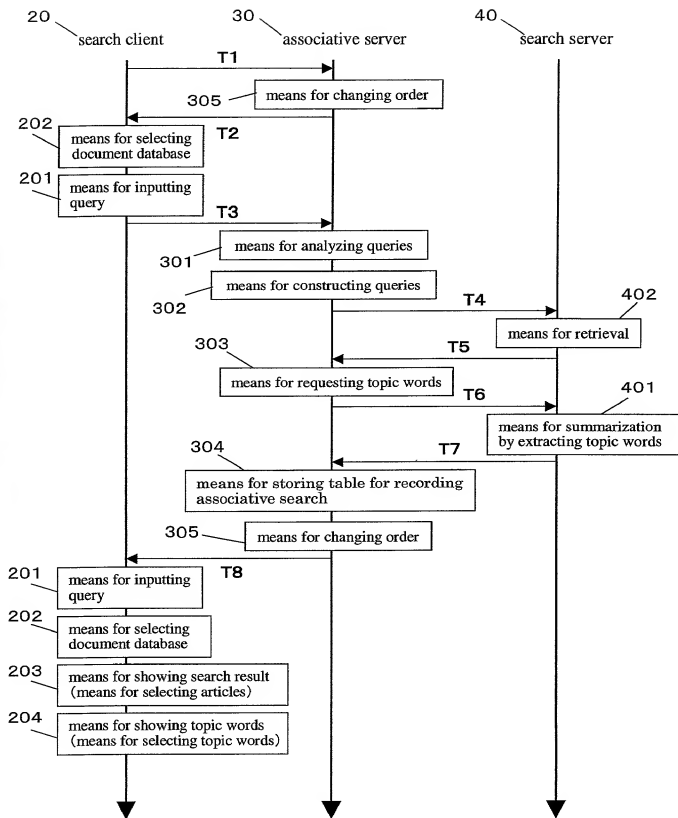 20
search client
30
associative server
40
search server
T1
305
means for changing order
T2
202
means for selecting
document database
201
means for inputting
query
T3
301
means for analyzing queries
302
means for constructing queries
T4
402
means for retrieval
T5
303
means for requesting topic words
T6
401
means for summarization
by extracting topic words
T7
304
means for storing table for recording
associative search
305
means for changing order
T8
201
means for inputting
query
202
means for selecting
document database
203
means for showing search result
(means for selecting articles)
204
means for showing topic words
(means for selecting topic words)